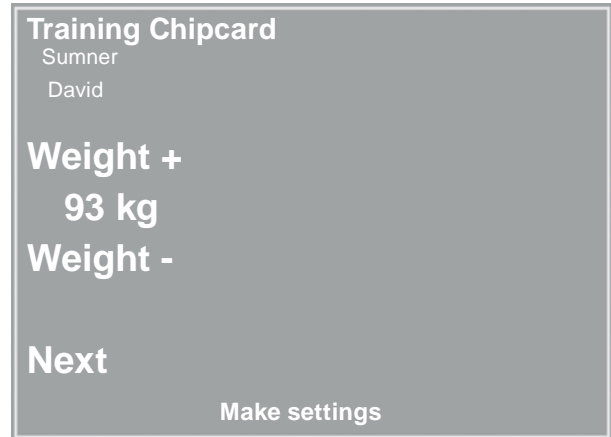 Training Chipcard
Sumner
David
Weight +
93 kg
Weight -
Next
Make settings